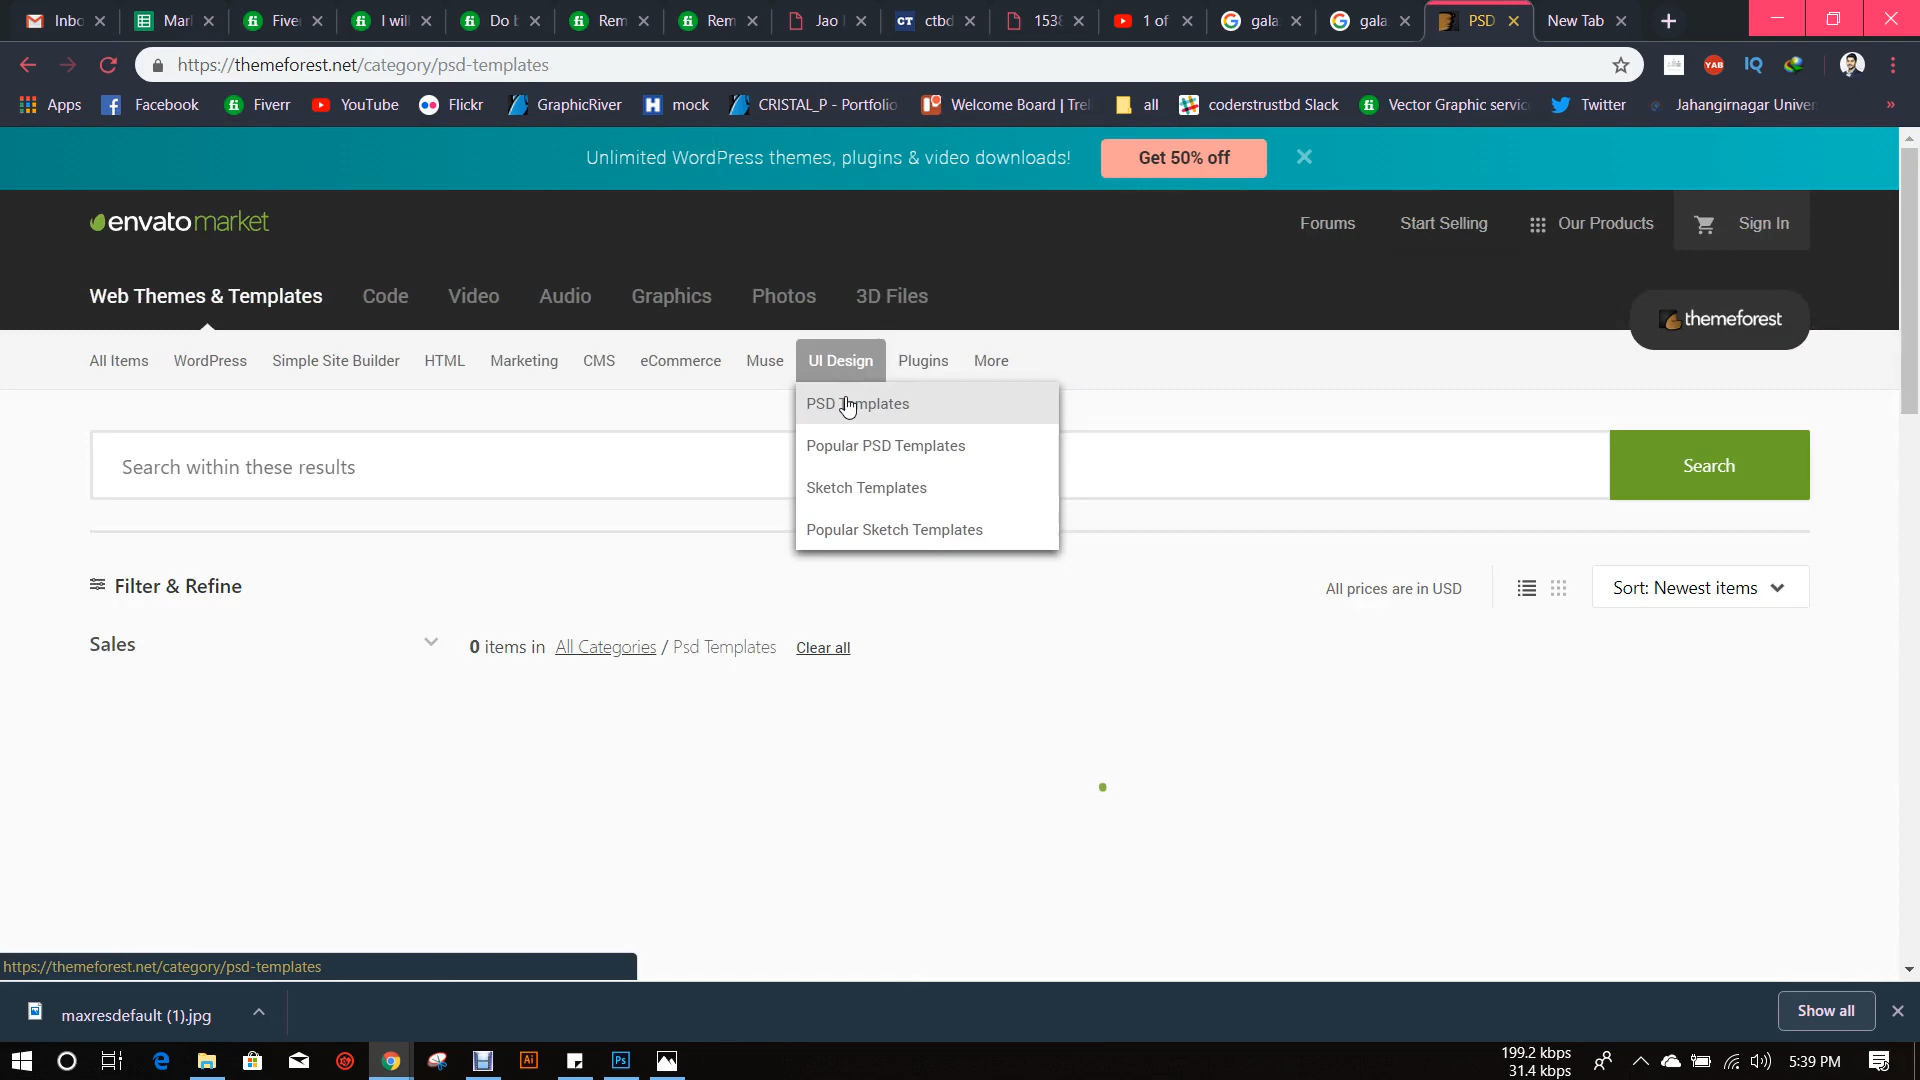 Inbo
Mar
Five
I will
Do b
Rem
Rem
Jao
CT ctbd
1538
1 of
gala
gala
PSD
New Tab
https://themeforest.net/category/psd-templates
YAB
IQ
Apps
Facebook
Fiverr
YouTube
Flickr
GraphicRiver
mock
CRISTAL_P - Portfolio
Welcome Board | Trel
all
coderstrustbd Slack
Vector Graphic servic
Twitter
Jahangirnagar Univer
»
Unlimited WordPress themes, plugins & video downloads!
Get 50% off
envatomarket
Forums
Start Selling
Our Products
Sign In
Web Themes & Templates
Code
Video
Audio
Graphics
Photos
3D Files
themeforest
All Items
WordPress
Simple Site Builder
HTML
Marketing
CMS
eCommerce
Muse
UI Design
Plugins
More
PSD Templates
Popular PSD Templates
Sketch Templates
Popular Sketch Templates
Search within these results
Search
Filter & Refine
All prices are in USD
Sort: Newest items
Sales
0 items in All Categories / Psd Templates Clear all
https://themeforest.net/category/psd-templates
maxresdefault (1).jpg
Show all
Ai
Ps
199.2 kbps
31.4 kbps
5:39 PM